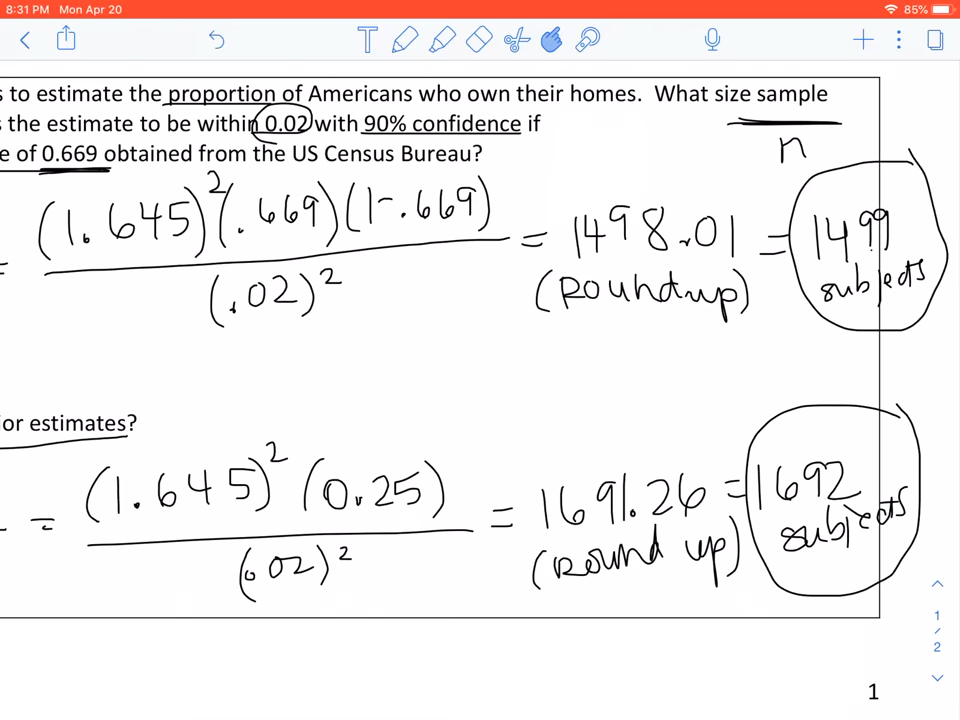 8:31 PM Mon Apr 20 85%
T
s to estimate the proportion of Americans who own their homes. What size sample
s the estimate to be within 0.02 with 90% confidence if
e of 0.669 obtained from the US Census Bureau?
n
= (1.645)²(.669)(1-.669) / (.02)² = 1498.01 = 1499
(Round up) subjects
ior estimates?
= (1.645)² (0.25) / (.02)² = 1691.26 = 1692
(Round up) subjects
1
/
2
1